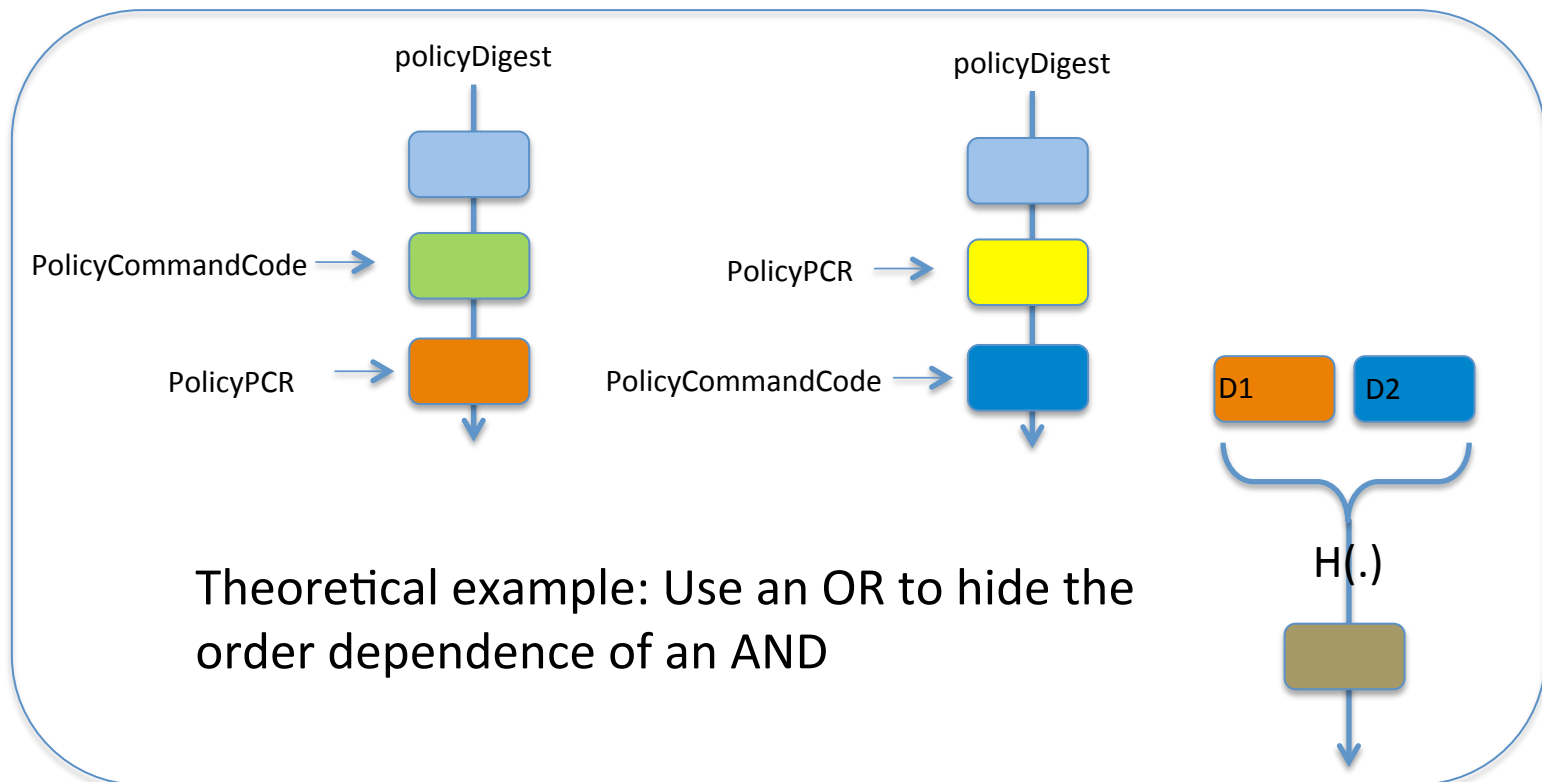 policyDigest
PolicyCommandCode
PolicyPCR
policyDigest
PolicyPCR
PolicyCommandCode
D1
D2
H(.)
Theoretical example: Use an OR to hide the
order dependence of an AND